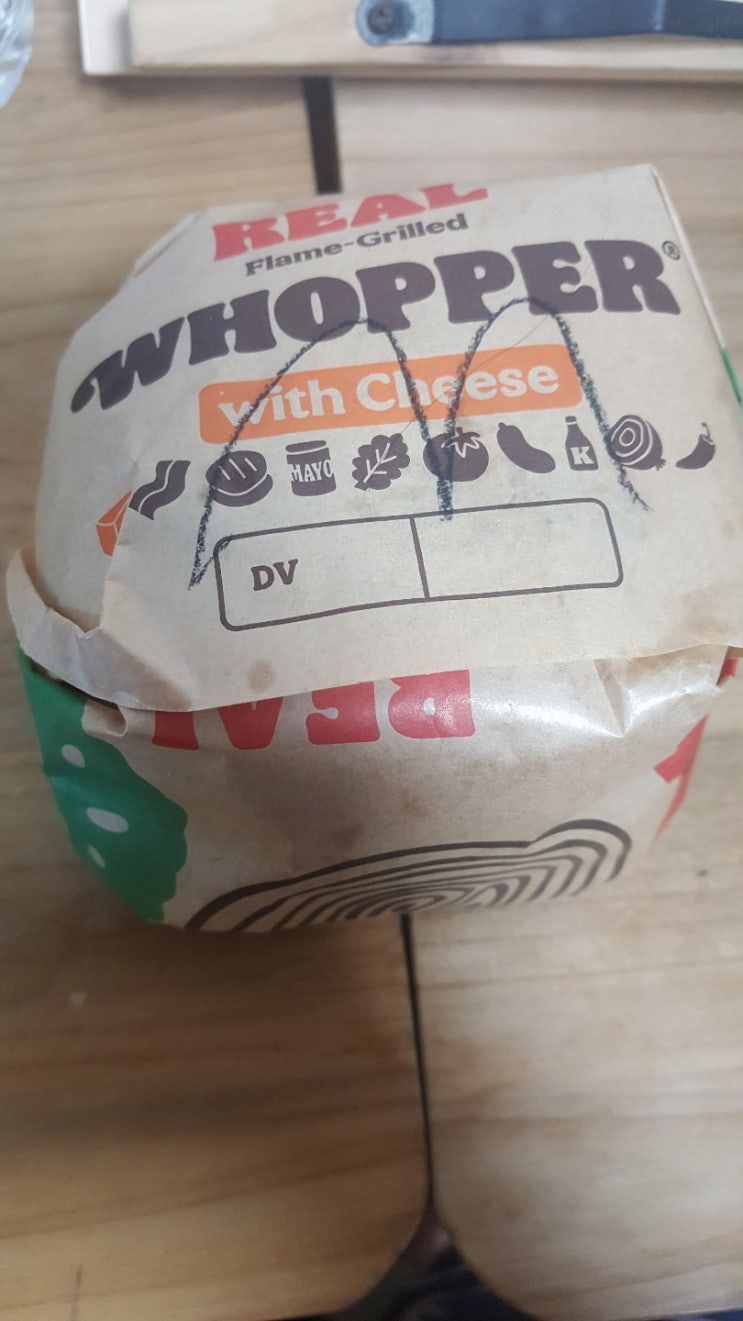 REAL
Flame-Grilled
WHOPPER®
with Cheese
MAYO
K
DV
REAL